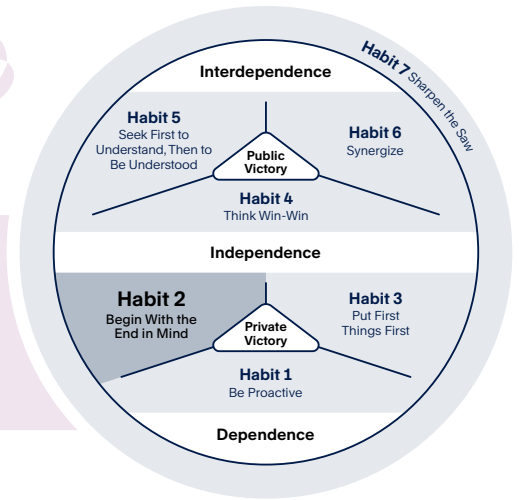 Habit 7 Sharpen the Saw
Interdependence
Habit 5
Seek First to
Understand, Then to
Be Understood
Habit 6
Synergize
Public
Victory
Habit 4
Think Win-Win
Independence
Habit 2
Begin With the
End in Mind
Habit 3
Put First
Things First
Private
Victory
Habit 1
Be Proactive
Dependence